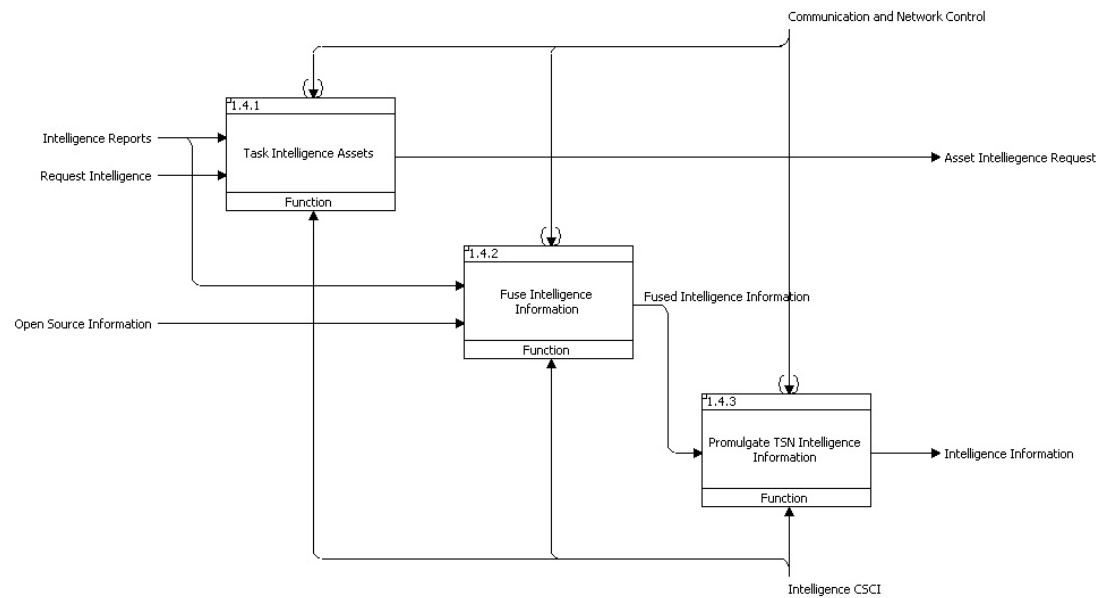 Communication and Network Control
1.4.1
Intelligence Reports
Task Intelligence Assets
Asset Intelliegence Request
Request Intelligence
Function
1.4.2
Fuse Intelligence
Information
Fused Intelligence Information
Open Source Information
Function
1.4.3
Promulgate TSN Intelligence
Information
Intelligence Information
Function
Intelligence CSCI